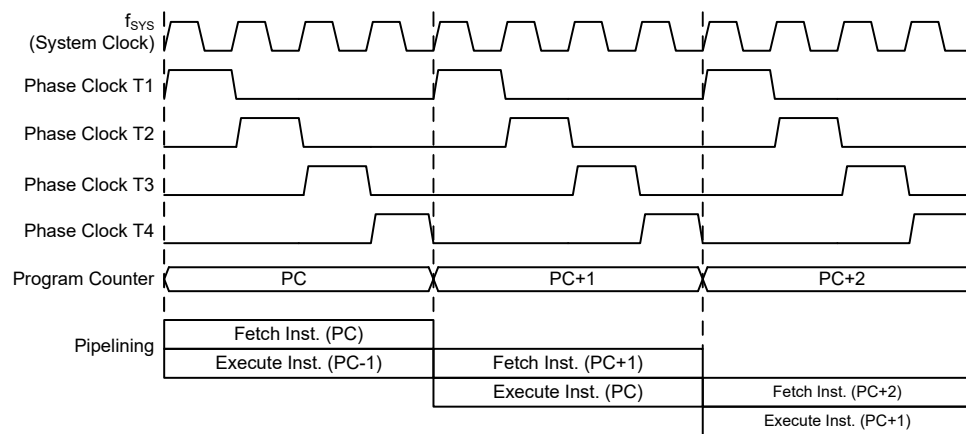 fSYS
(System Clock)
Phase Clock T1
Phase Clock T2
Phase Clock T3
Phase Clock T4
Program Counter PC PC+1 PC+2
Pipelining
Fetch Inst. (PC)
Execute Inst. (PC-1) Fetch Inst. (PC+1)
Execute Inst. (PC) Fetch Inst. (PC+2)
Execute Inst. (PC+1)